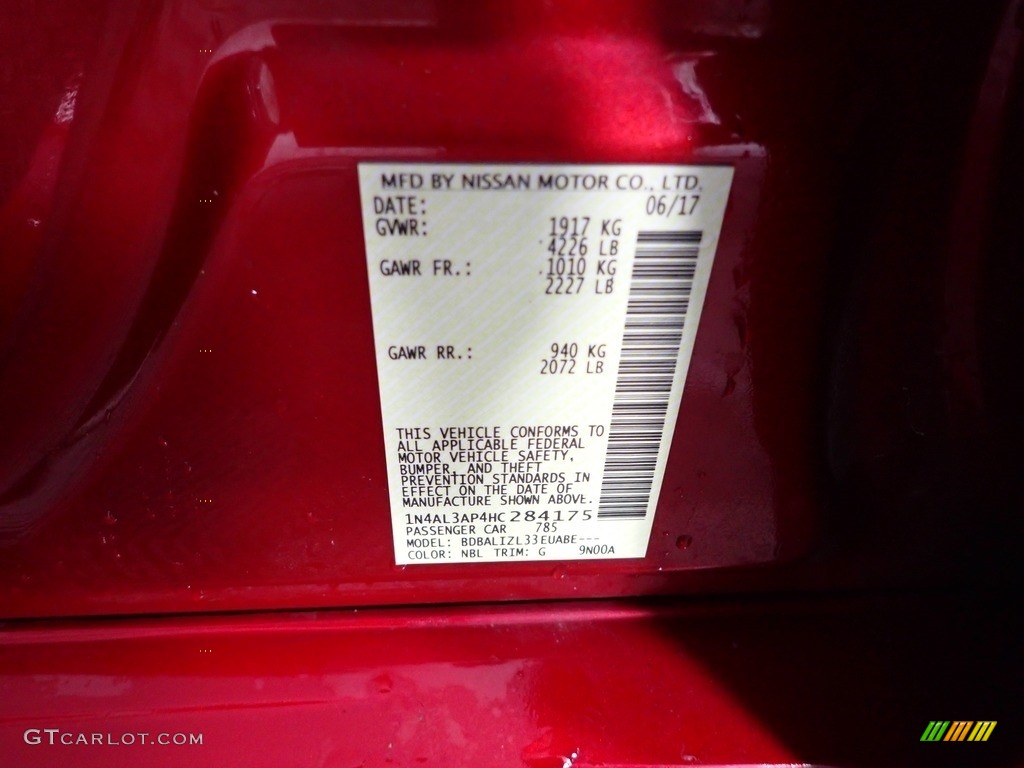 MFD BY NISSAN MOTOR CO., LTD.
DATE: 06/17
GVWR: 1917 KG
4226 LB
GAWR FR.: 1010 KG
2227 LB
GAWR RR.: 940 KG
2072 LB
THIS VEHICLE CONFORMS TO
ALL APPLICABLE FEDERAL
MOTOR VEHICLE SAFETY,
BUMPER, AND THEFT
PREVENTION STANDARDS IN
EFFECT ON THE DATE OF
MANUFACTURE SHOWN ABOVE.
1N4AL3AP4HC284175
PASSENGER CAR 785
MODEL: BDBALIZL33EUABE---
COLOR: NBL TRIM: G 9N00A
GTCARLOT.COM